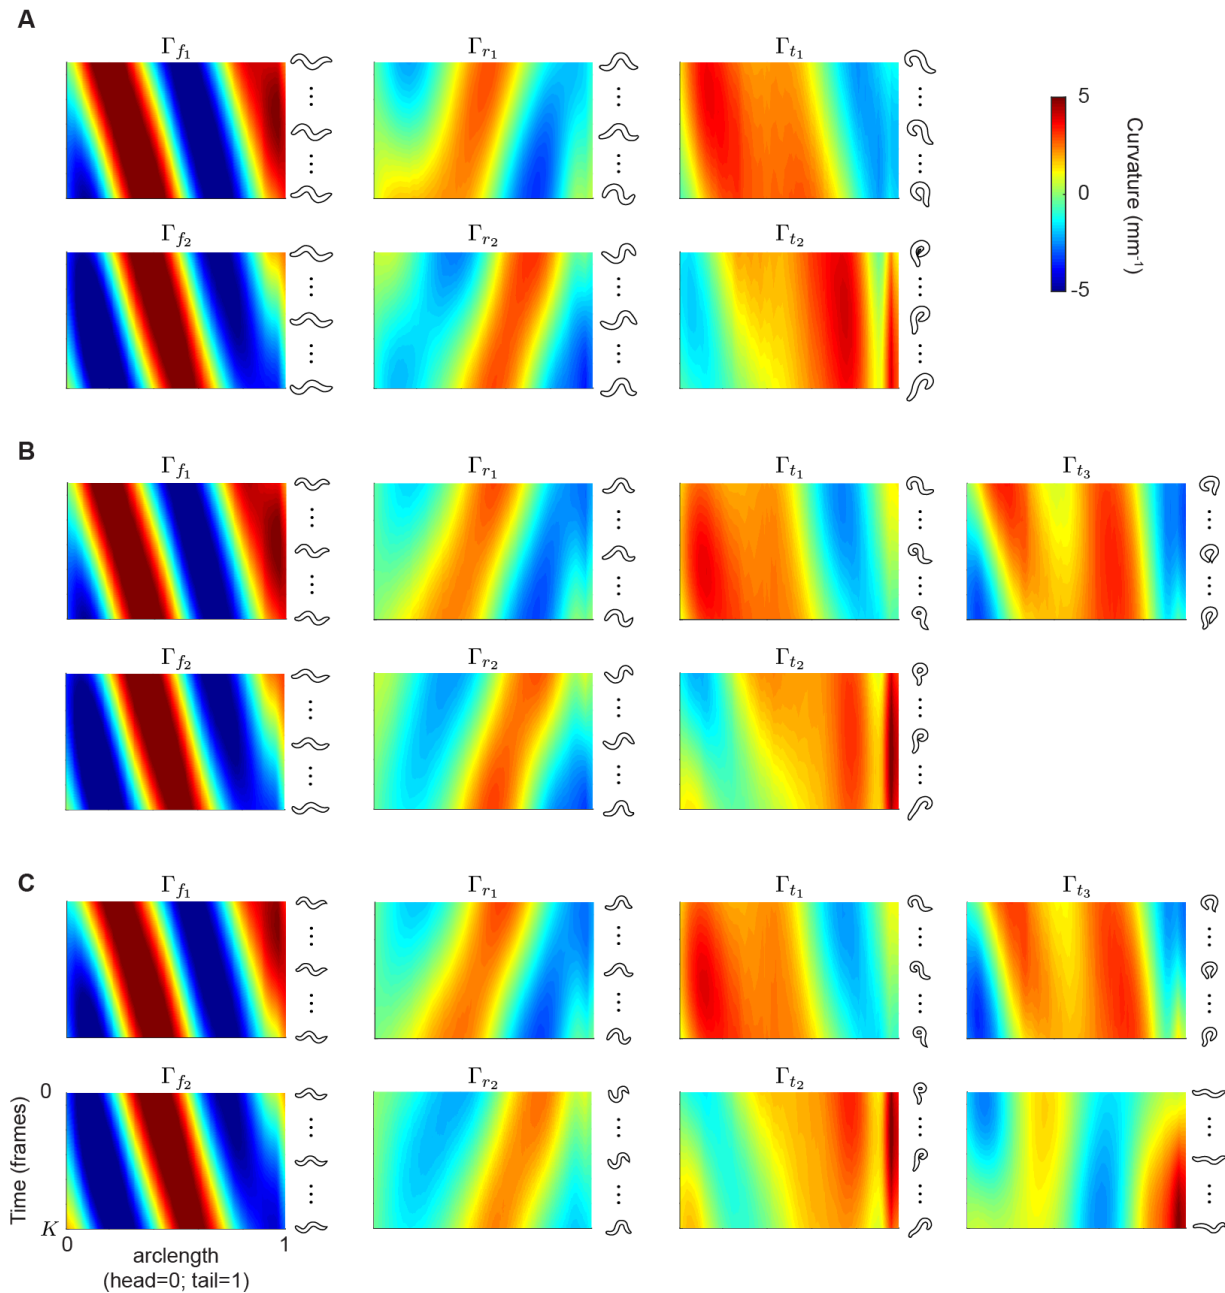 A
Γf1 Γr1 Γt1
5
0
-5
Curvature (mm-1)
Γf2 Γr2 Γt2
B
Γf1 Γr1 Γt1 Γt3
Γf2 Γr2 Γt2
C
Γf1 Γr1 Γt1 Γt3
Γf2 Γr2 Γt2
0
Time (frames)
K
0 1
arclength
(head=0; tail=1)